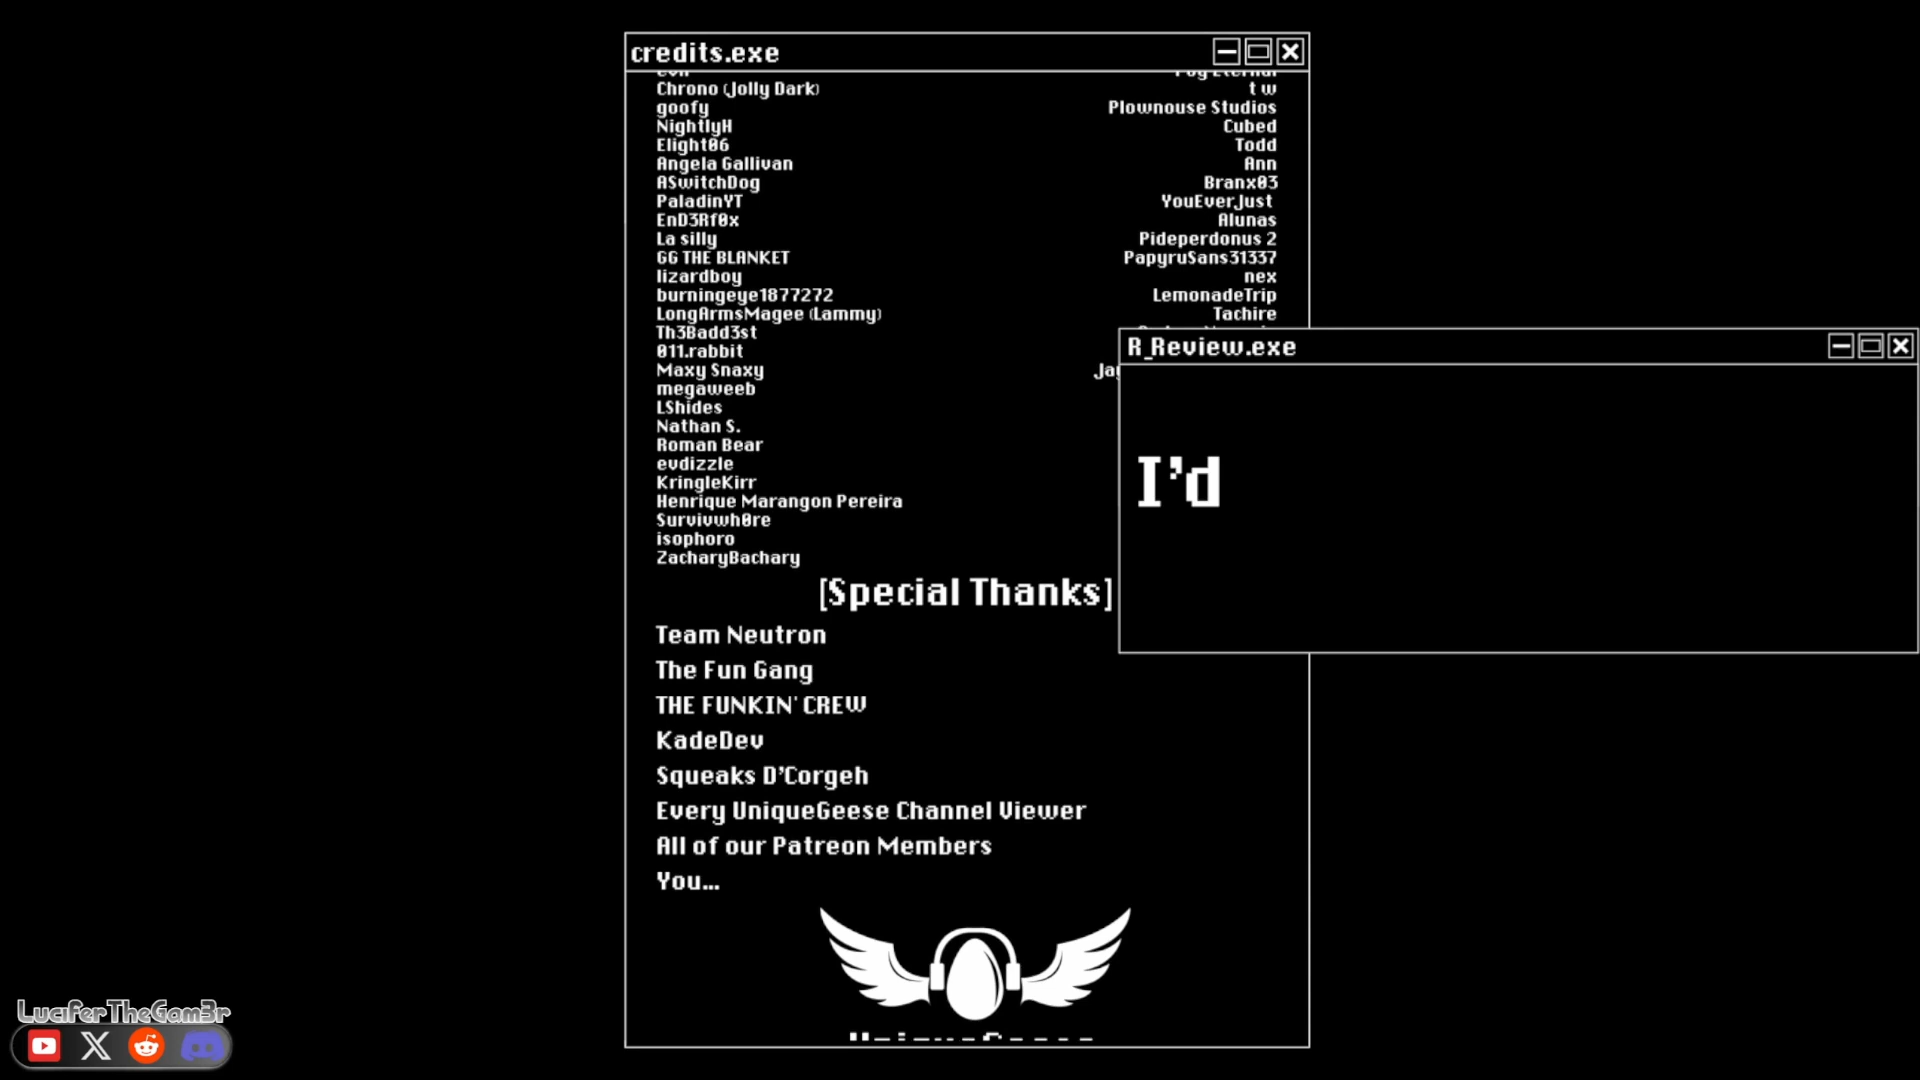 credits.exe
Chrono (Jolly Dark)
t w
goofy
Plownouse Studios
NightlyH
Cubed
Elight06
Todd
Angela Gallivan
Ann
ASwitchDog
Branx03
PaladinYT
YouEverJust
EnD3Rf0x
Alunas
La silly
Pideperdonus 2
GG THE BLANKET
PapyruSans31337
lizardboy
nex
burningeye1877272
LemonadeTrip
LongArmsMagee (Lammy)
Tachire
Th3Badd3st
011.rabbit
Maxy Snaxy
megaweeb
LShides
Nathan S.
Roman Bear
evdizzle
KringleKirr
Henrique Marangon Pereira
Survivwh0re
isophoro
ZacharyBachary
R_Review.exe
I'd
[Special Thanks]
Team Neutron
The Fun Gang
THE FUNKIN' CREW
KadeDev
Squeaks D'Corgeh
Every UniqueGeese Channel Viewer
All of our Patreon Members
You...
LuciferTheGam3r